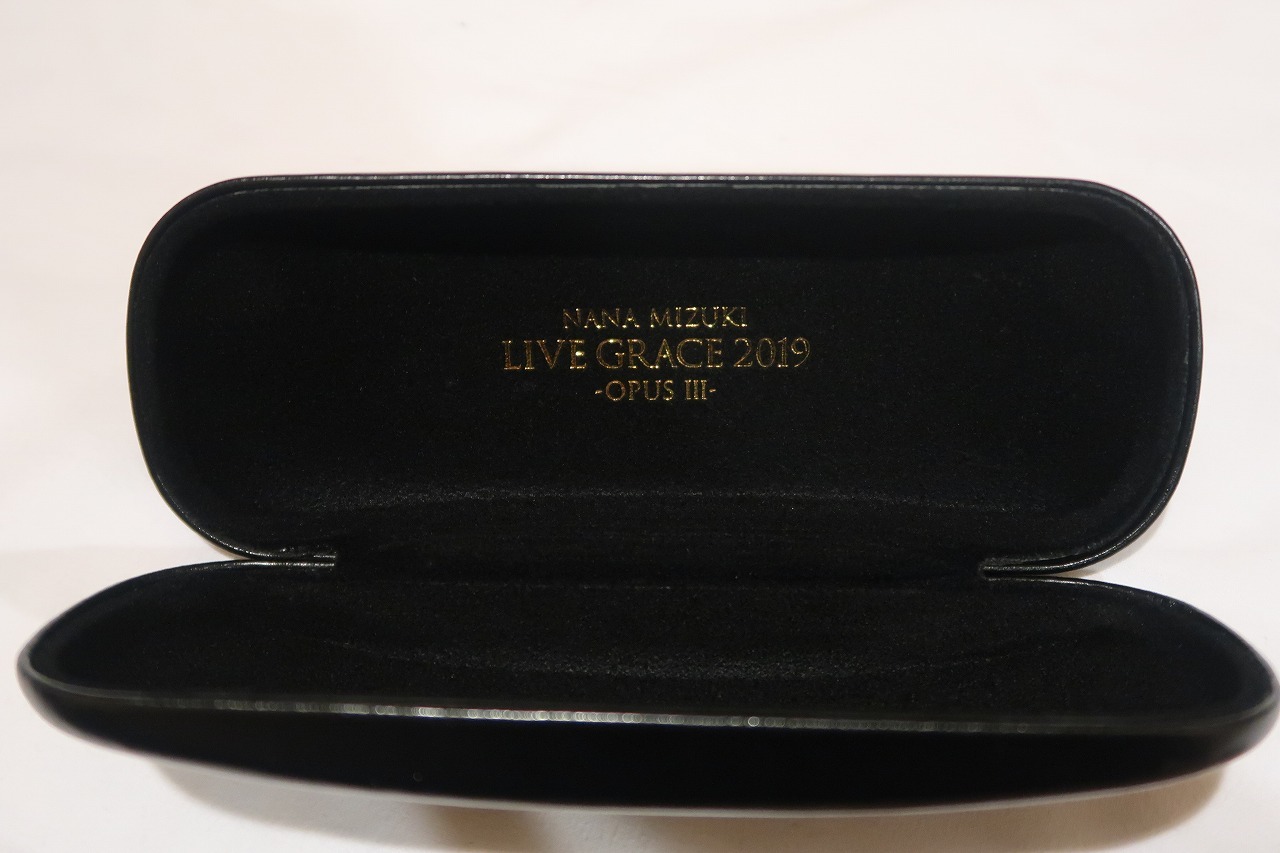 NANA MIZUKI
LIVE GRACE 2019
-OPUS III-